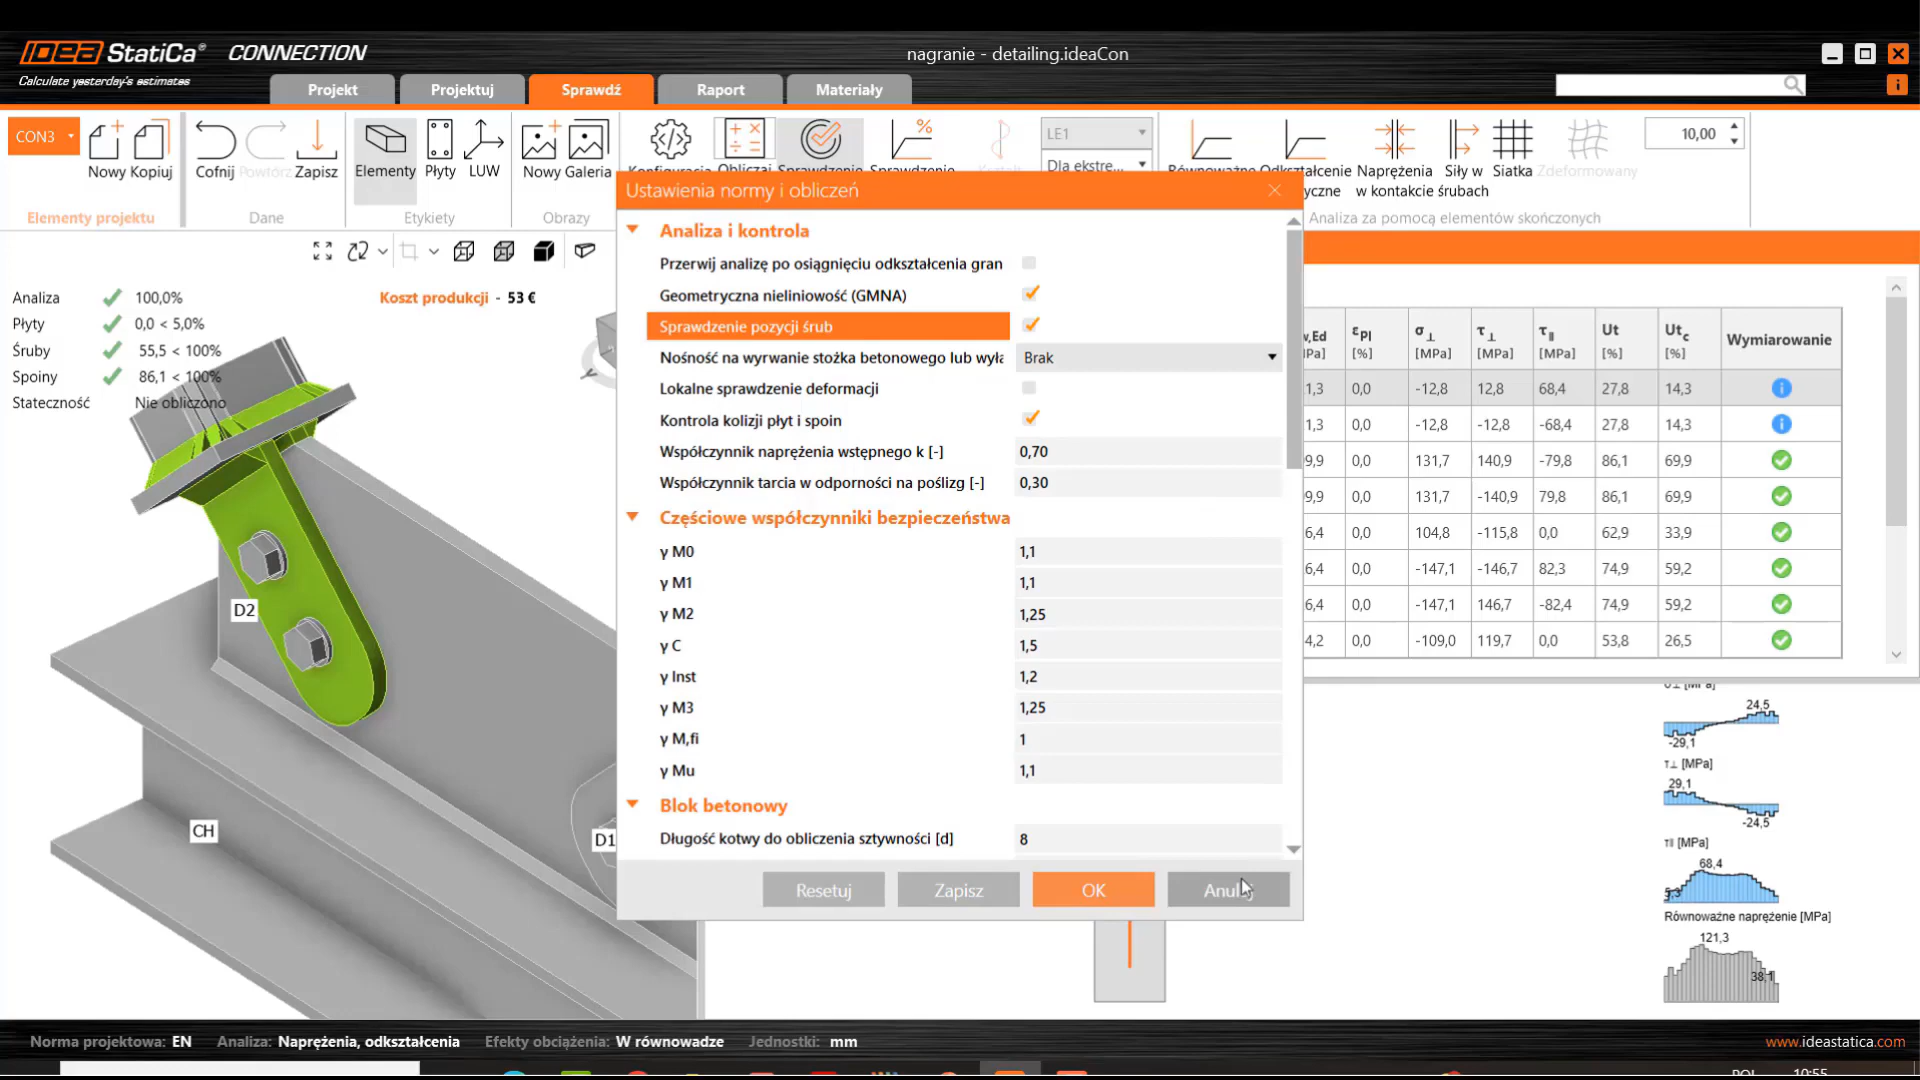 IDEA StatiCa® CONNECTION
Calculate yesterday's estimates
nagranie - detailing.ideaCon
Projekt
Projektuj
Sprawdź
Raport
Materiały
CON3
Nowy Kopiuj
Cofnij Powtórz Zapisz
Elementy Płyty LUW
Nowy Galeria
LE1
Dla ekstre...
10,00
Równoważne Odkształcenie
Naprężenia
w kontakcie
Siły w
śrubach
Siatka Zdeformowany
Elementy projektu
Dane
Etykiety
Obrazy
Analiza za pomocą elementów skończonych
Analiza 100,0%
Płyty 0,0 < 5,0%
Śruby 55,5 < 100%
Spoiny 86,1 < 100%
Stateczność Nie obliczono
Koszt produkcji - 53 €
D2
CH
D1
Ustawienia normy i obliczeń
Analiza i kontrola
Przerwij analizę po osiągnięciu odkształcenia gran
Geometryczna nieliniowość (GMNA)
Sprawdzenie pozycji śrub
Nośność na wyrwanie stożka betonowego lub wyła Brak
Lokalne sprawdzenie deformacji
Kontrola kolizji płyt i spoin
Współczynnik naprężenia wstępnego k [-] 0,70
Współczynnik tarcia w odporności na poślizg [-] 0,30
Częściowe współczynniki bezpieczeństwa
γ M0 1,1
γ M1 1,1
γ M2 1,25
γ C 1,5
γ Inst 1,2
γ M3 1,25
γ M,fi 1
γ Mu 1,1
Blok betonowy
Długość kotwy do obliczenia sztywności [d] 8
Resetuj Zapisz OK Anuluj
εPl [%] σ⊥ [MPa] τ⊥ [MPa] τ∥ [MPa] Ut [%] Utc [%] Wymiarowanie
1,3 0,0 -12,8 12,8 68,4 27,8 14,3
1,3 0,0 -12,8 -12,8 -68,4 27,8 14,3
9,9 0,0 131,7 140,9 -79,8 86,1 69,9
9,9 0,0 131,7 -140,9 79,8 86,1 69,9
6,4 0,0 104,8 -115,8 0,0 62,9 33,9
6,4 0,0 -147,1 -146,7 82,3 74,9 59,2
6,4 0,0 -147,1 146,7 -82,4 74,9 59,2
4,2 0,0 -109,0 119,7 0,0 53,8 26,5
24,5
-29,1
τ⊥ [MPa]
29,1
-24,5
τ∥ [MPa]
68,4
Równoważne naprężenie [MPa]
121,3
38,1
Norma projektowa: EN Analiza: Naprężenia, odkształcenia Efekty obciążenia: W równowadze Jednostki: mm
www.ideastatica.com
10:55